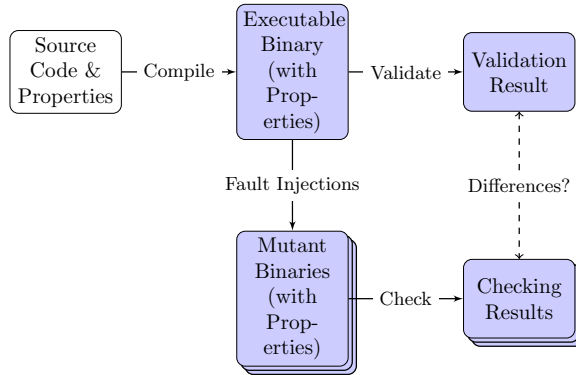 Source
Code &
Properties
Compile
Executable
Binary
(with
Prop-
erties)
Validate
Validation
Result
Fault Injections
Differences?
Mutant
Binaries
(with
Prop-
erties)
Check
Checking
Results